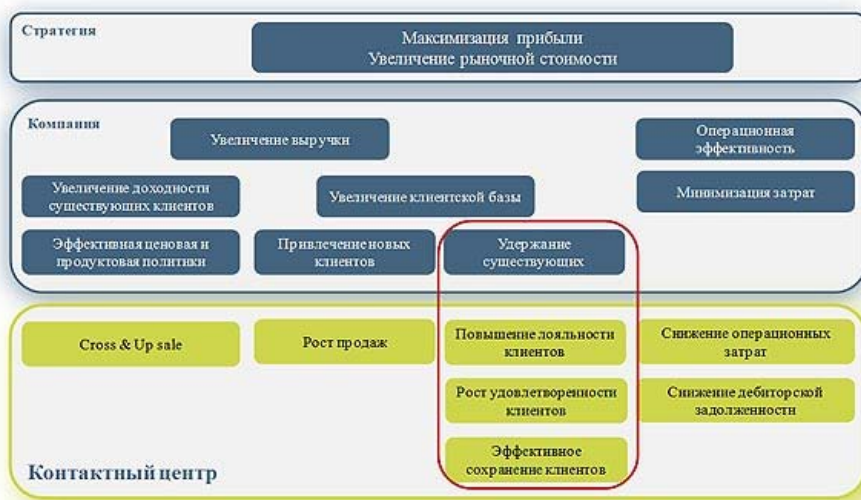 Стратегия
Максимизация прибыли
Увеличение рыночной стоимости
Компания
Увеличение выручки
Операционная
эффективность
Увеличение доходности
существующих клиентов
Увеличение клиентской базы
Минимизация затрат
Эффективная ценовая и
продуктовая политики
Привлечение новых
клиентов
Удержание
существующих
Cross & Up sale
Рост продаж
Повышение лояльности
клиентов
Снижение операционных
затрат
Рост удовлетворенности
клиентов
Снижение дебиторской
задолженности
Эффективное
сохранение клиентов
Контактный центр